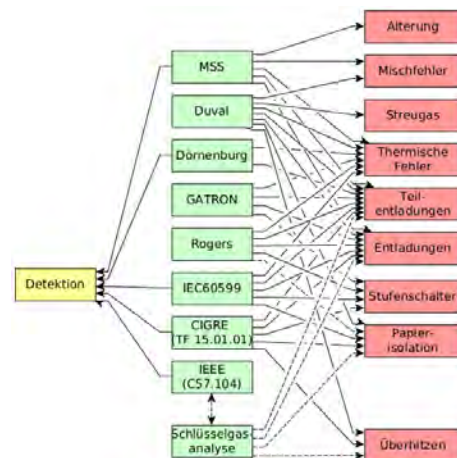 Detektion
MSS
Duval
Dörnenburg
GATRON
Rogers
IEC60599
CIGRE
(TF 15.01.01)
IEEE
(C57.104)
Schlüsselgas-
analyse
Alterung
Mischfehler
Streugas
Thermische
Fehler
Teil-
entladungen
Entladungen
Stufenschalter
Papier-
isolation
Überhitzen